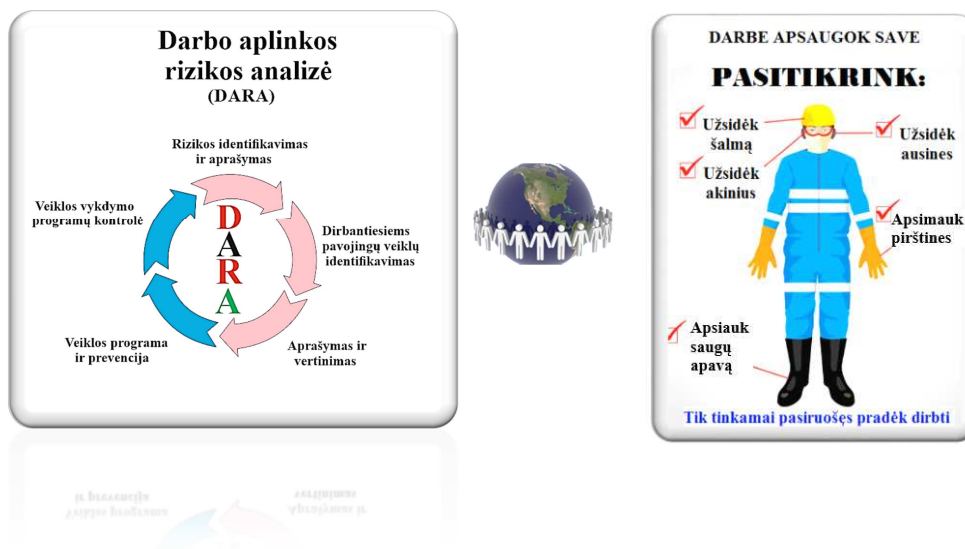 Darbo aplinkos
rizikos analizė
(DARA)
Rizikos identifikavimas
ir aprašymas
Veiklos vykdymo
programų kontrolė
D
A
R
A
Dirbantiesiems
pavojingų veiklų
identifikavimas
Veiklos programa
ir prevencija
Aprašymas ir
vertinimas
DARBE APSAUGOK SAVE
PASITIKRINK:
Užsidėk
šalmą
Užsidėk
ausines
Užsidėk
akinius
Apsimauk
pirštines
Apsiauk
saugų
apavą
Tik tinkamai pasiruošęs pradėk dirbti